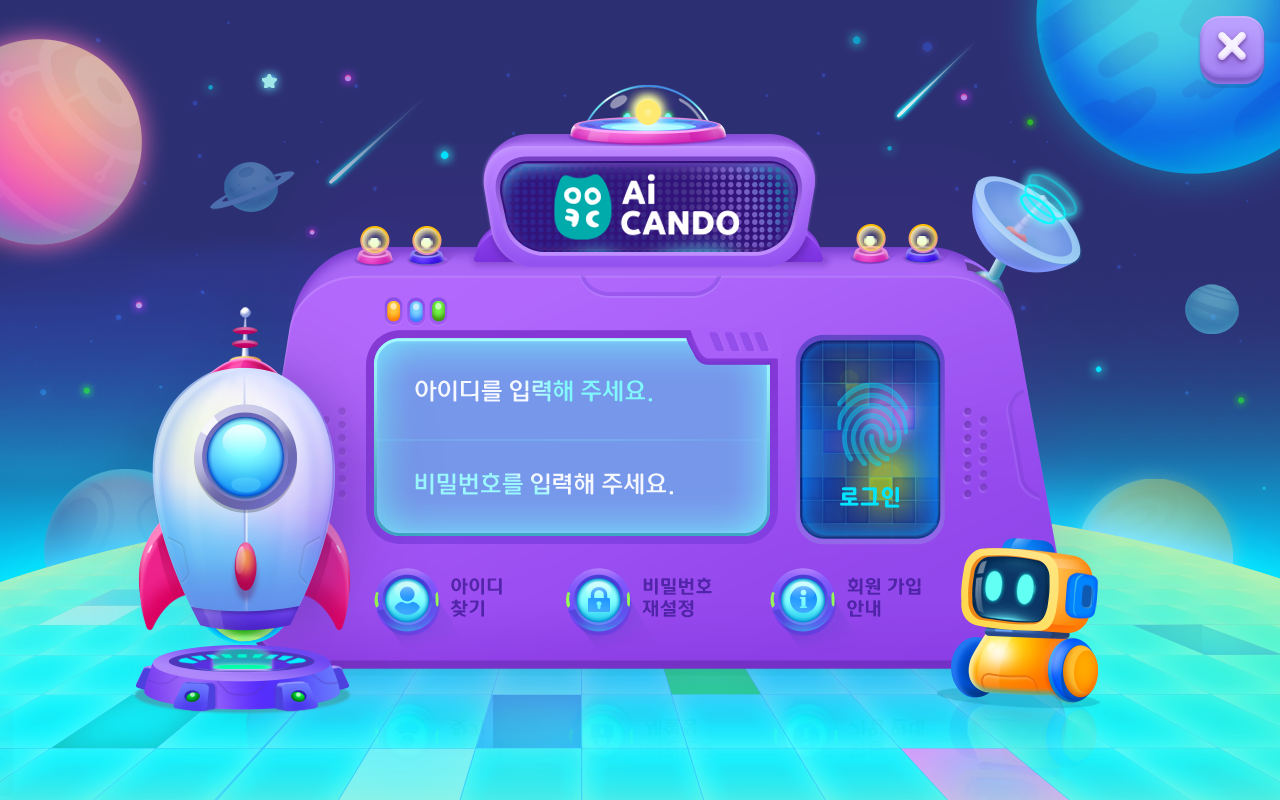 Ai
CANDO
아이디를 입력해 주세요.
비밀번호를 입력해 주세요.
로그인
아이디
찾기
비밀번호
재설정
회원 가입
안내